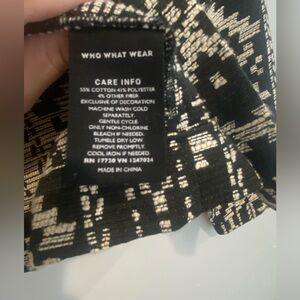 WHO WHAT WEAR
CARE INFO
55% COTTON 41% POLYESTER
4% OTHER FIBER
EXCLUSIVE OF DECORATION
MACHINE WASH COLD
SEPARATELY.
GENTLE CYCLE
ONLY NON-CHLORINE
BLEACH IF NEEDED.
TUMBLE DRY LOW
REMOVE PROMPTLY.
COOL IRON IF NEEDED.
RN 17730 VN 1247024
MADE IN CHINA